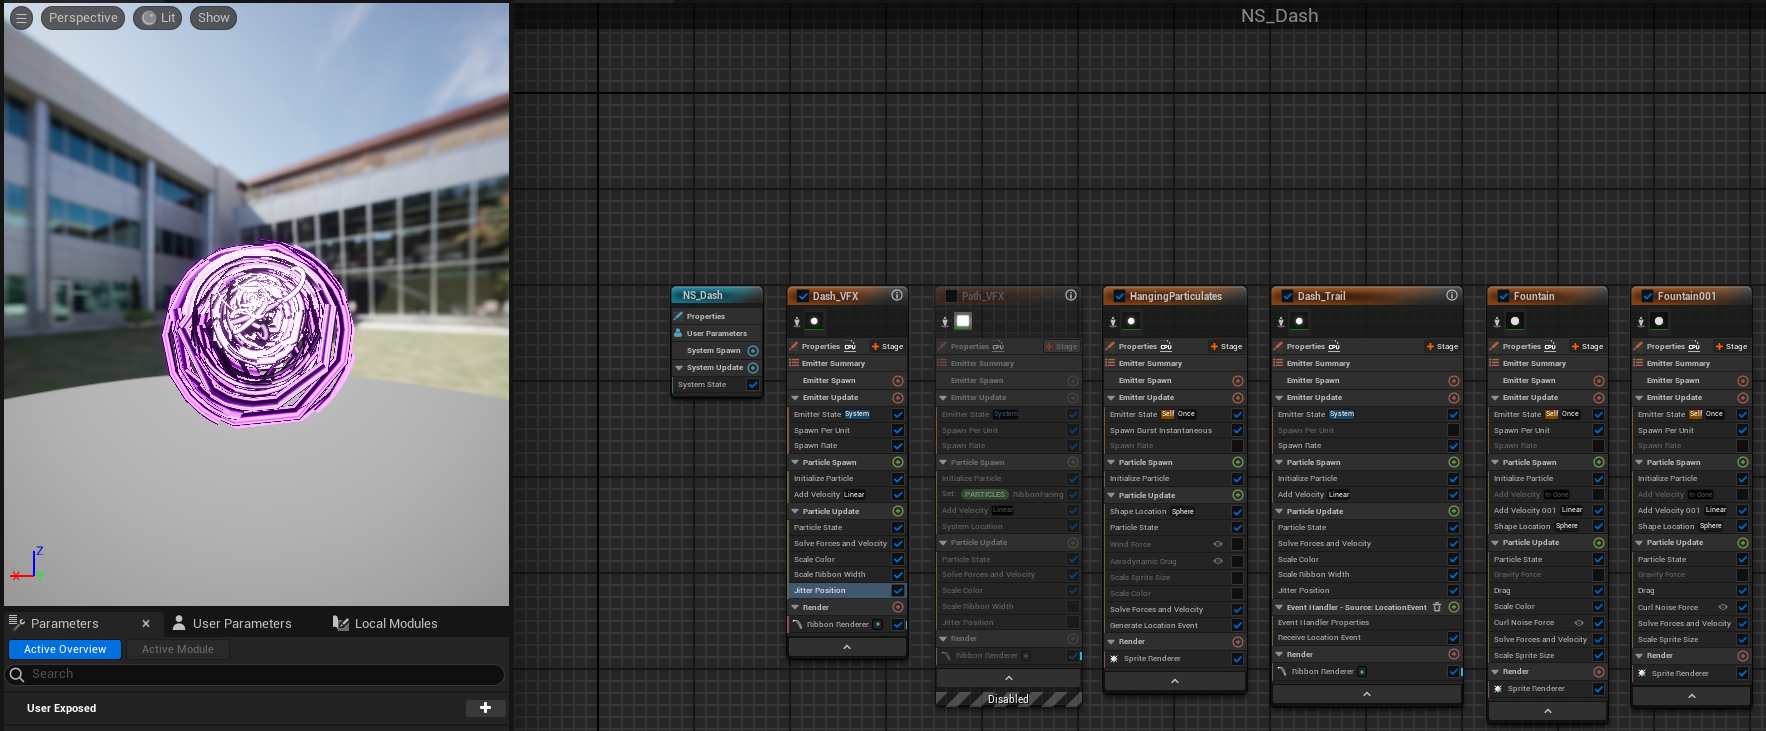 Perspective
Lit
Show
NS_Dash
Z
X
Y
Parameters
User Parameters
Local Modules
Active Overview
Active Module
Search
User Exposed
NS_Dash
Properties
User Parameters
System Spawn
System Update
System State
Dash_VFX
Properties CPU Stage
Emitter Summary
Emitter Spawn
Emitter Update
Emitter State System
Spawn Per Unit
Spawn Rate
Particle Spawn
Initialize Particle
Add Velocity Linear
Particle Update
Particle State
Solve Forces and Velocity
Scale Color
Scale Ribbon Width
Jitter Position
Render
Ribbon Renderer
Path_VFX
Properties CPU Stage
Emitter Summary
Emitter Spawn
Emitter Update
Emitter State System
Spawn Per Unit
Spawn Rate
Particle Spawn
Initialize Particle
Set: PARTICLES RibbonFacing
Add Velocity Linear
System Location
Particle Update
Particle State
Solve Forces and Velocity
Scale Color
Scale Ribbon Width
Jitter Position
Render
Ribbon Renderer
Disabled
HangingParticulates
Properties CPU Stage
Emitter Summary
Emitter Spawn
Emitter Update
Emitter State Self Once
Spawn Burst Instantaneous
Spawn Rate
Particle Spawn
Initialize Particle
Particle Update
Shape Location Sphere
Particle State
Wind Force
Aerodynamic Drag
Scale Sprite Size
Scale Color
Solve Forces and Velocity
Generate Location Event
Render
Sprite Renderer
Dash_Trail
Properties CPU Stage
Emitter Summary
Emitter Spawn
Emitter Update
Emitter State System
Spawn Per Unit
Spawn Rate
Particle Spawn
Initialize Particle
Add Velocity Linear
Particle Update
Particle State
Solve Forces and Velocity
Scale Color
Scale Ribbon Width
Jitter Position
Event Handler - Source: LocationEvent
Event Handler Properties
Receive Location Event
Render
Ribbon Renderer
Fountain
Properties CPU Stage
Emitter Summary
Emitter Spawn
Emitter Update
Emitter State Self Once
Spawn Per Unit
Spawn Rate
Particle Spawn
Initialize Particle
Add Velocity In Cone
Add Velocity 001 Linear
Shape Location Sphere
Particle Update
Particle State
Gravity Force
Drag
Scale Color
Curl Noise Force
Solve Forces and Velocity
Scale Sprite Size
Render
Sprite Renderer
Fountain001
Properties CPU Stage
Emitter Summary
Emitter Spawn
Emitter Update
Emitter State Self Once
Spawn Per Unit
Spawn Rate
Particle Spawn
Initialize Particle
Add Velocity In Cone
Add Velocity 001 Linear
Shape Location Sphere
Particle Update
Particle State
Gravity Force
Drag
Curl Noise Force
Solve Forces and Velocity
Scale Sprite Size
Render
Sprite Renderer